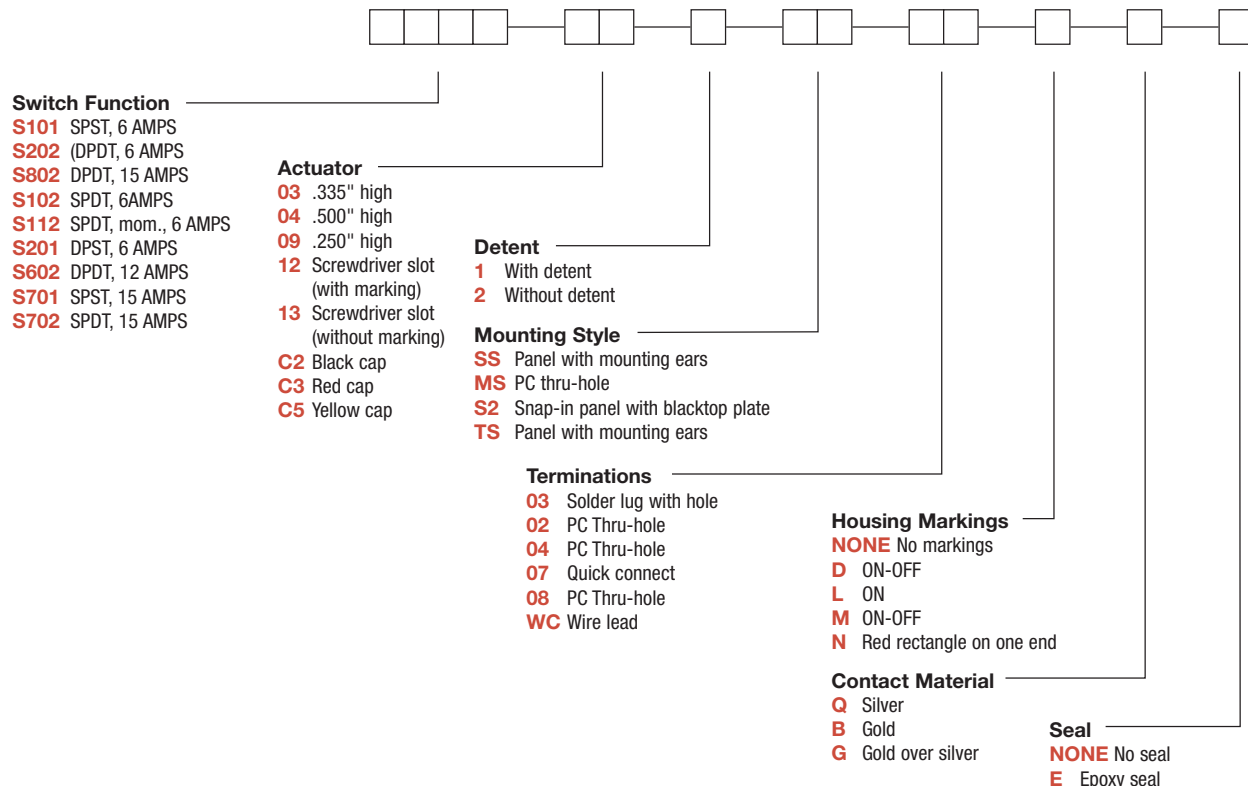 Switch Function
S101 SPST, 6 AMPS
S202 (DPDT, 6 AMPS
S802 DPDT, 15 AMPS
S102 SPDT, 6AMPS
S112 SPDT, mom., 6 AMPS
S201 DPST, 6 AMPS
S602 DPDT, 12 AMPS
S701 SPST, 15 AMPS
S702 SPDT, 15 AMPS
Actuator
03 .335" high
04 .500" high
09 .250" high
12 Screwdriver slot
(with marking)
13 Screwdriver slot
(without marking)
C2 Black cap
C3 Red cap
C5 Yellow cap
Detent
1 With detent
2 Without detent
Mounting Style
SS Panel with mounting ears
MS PC thru-hole
S2 Snap-in panel with blacktop plate
TS Panel with mounting ears
Terminations
03 Solder lug with hole
02 PC Thru-hole
04 PC Thru-hole
07 Quick connect
08 PC Thru-hole
WC Wire lead
Housing Markings
NONE No markings
D ON-OFF
L ON
M ON-OFF
N Red rectangle on one end
Contact Material
Q Silver
B Gold
G Gold over silver
Seal
NONE No seal
E Epoxy seal